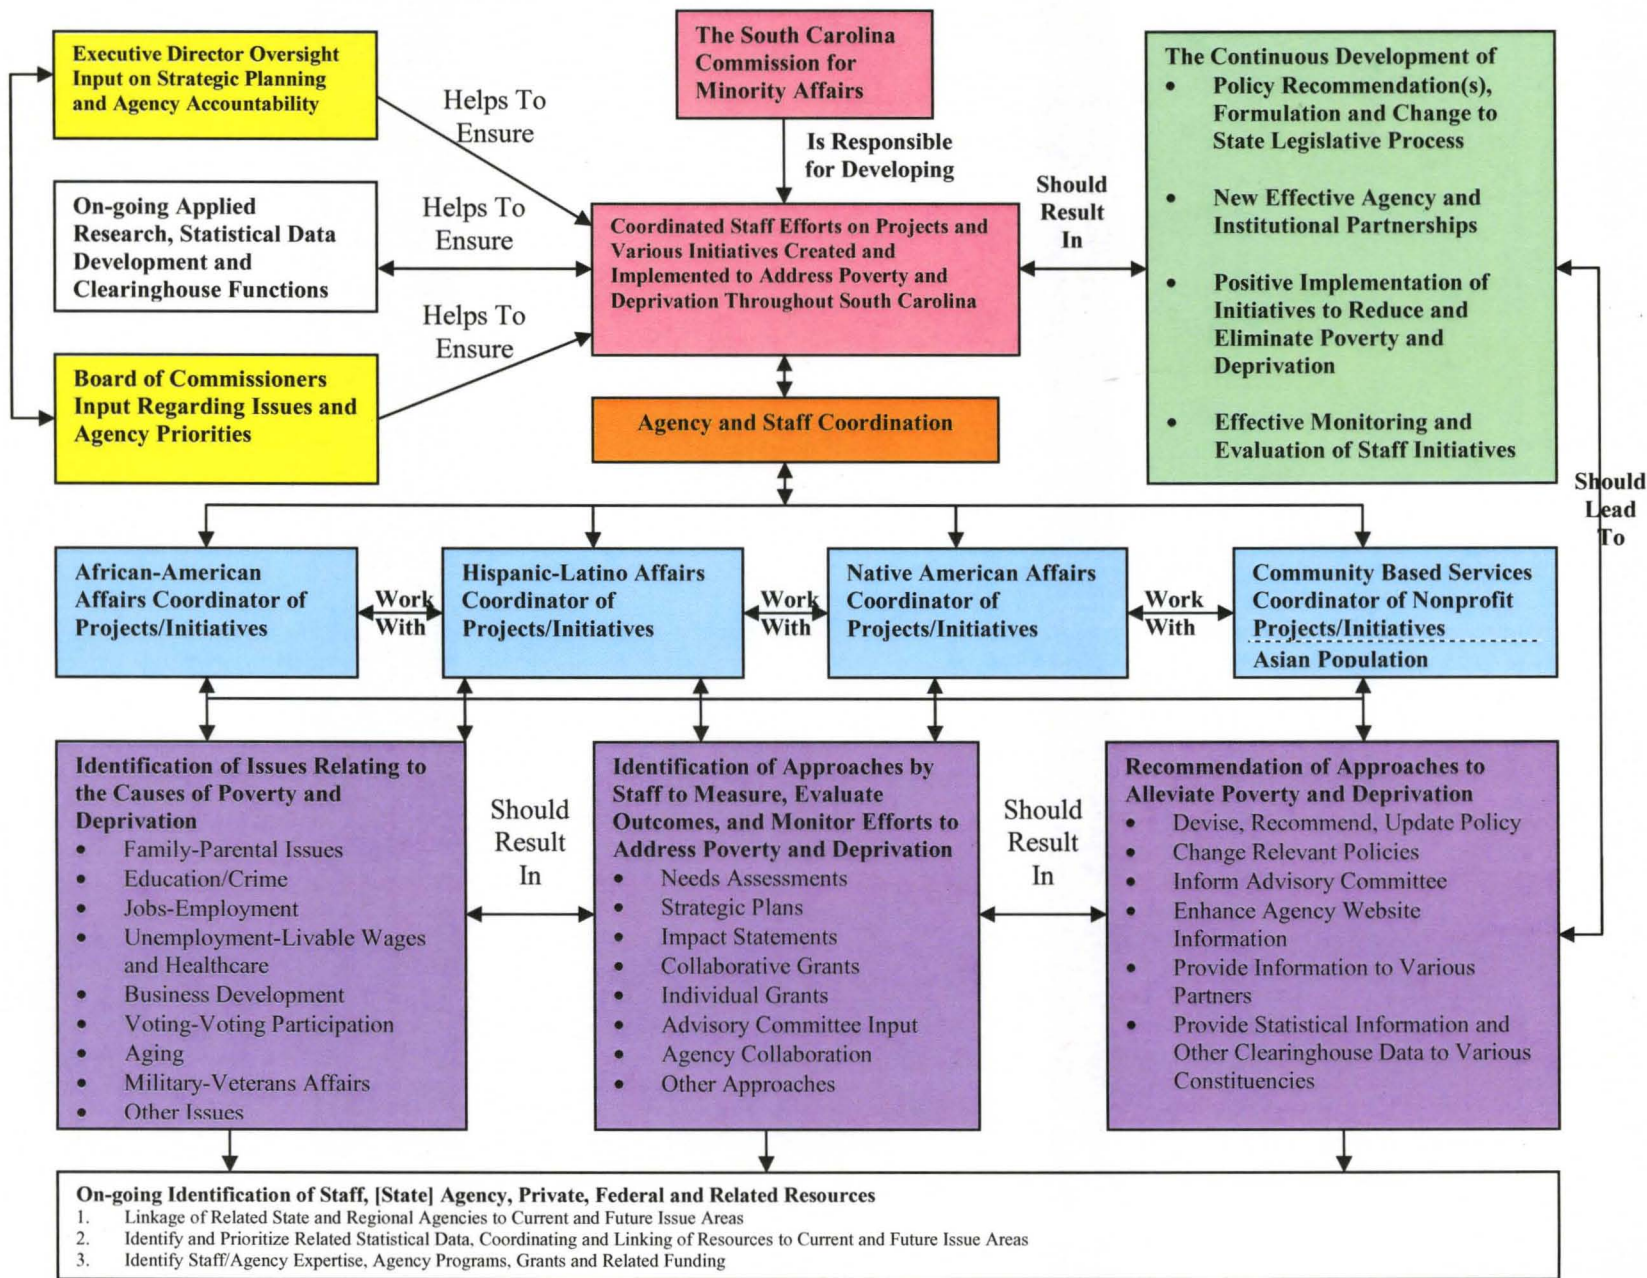 Executive Director Oversight
Input on Strategic Planning
and Agency Accountability
Helps To
Ensure
The South Carolina
Commission for
Minority Affairs
Is Responsible
for Developing
The Continuous Development of
• Policy Recommendation(s),
Formulation and Change to
State Legislative Process
• New Effective Agency and
Institutional Partnerships
• Positive Implementation of
Initiatives to Reduce and
Eliminate Poverty and
Deprivation
• Effective Monitoring and
Evaluation of Staff Initiatives
On-going Applied
Research, Statistical Data
Development and
Clearinghouse Functions
Helps To
Ensure
Coordinated Staff Efforts on Projects and
Various Initiatives Created and
Implemented to Address Poverty and
Deprivation Throughout South Carolina
Should
Result
In
Board of Commissioners
Input Regarding Issues and
Agency Priorities
Helps To
Ensure
Agency and Staff Coordination
Should
Lead
To
African-American
Affairs Coordinator of
Projects/Initiatives
Work
With
Hispanic-Latino Affairs
Coordinator of
Projects/Initiatives
Work
With
Native American Affairs
Coordinator of
Projects/Initiatives
Work
With
Community Based Services
Coordinator of Nonprofit
Projects/Initiatives
Asian Population
Identification of Issues Relating to
the Causes of Poverty and
Deprivation
• Family-Parental Issues
• Education/Crime
• Jobs-Employment
• Unemployment-Livable Wages
and Healthcare
• Business Development
• Voting-Voting Participation
• Aging
• Military-Veterans Affairs
• Other Issues
Should
Result
In
Identification of Approaches by
Staff to Measure, Evaluate
Outcomes, and Monitor Efforts to
Address Poverty and Deprivation
• Needs Assessments
• Strategic Plans
• Impact Statements
• Collaborative Grants
• Individual Grants
• Advisory Committee Input
• Agency Collaboration
• Other Approaches
Should
Result
In
Recommendation of Approaches to
Alleviate Poverty and Deprivation
• Devise, Recommend, Update Policy
• Change Relevant Policies
• Inform Advisory Committee
• Enhance Agency Website
Information
• Provide Information to Various
Partners
• Provide Statistical Information and
Other Clearinghouse Data to Various
Constituencies
On-going Identification of Staff, [State] Agency, Private, Federal and Related Resources
1. Linkage of Related State and Regional Agencies to Current and Future Issue Areas
2. Identify and Prioritize Related Statistical Data, Coordinating and Linking of Resources to Current and Future Issue Areas
3. Identify Staff/Agency Expertise, Agency Programs, Grants and Related Funding